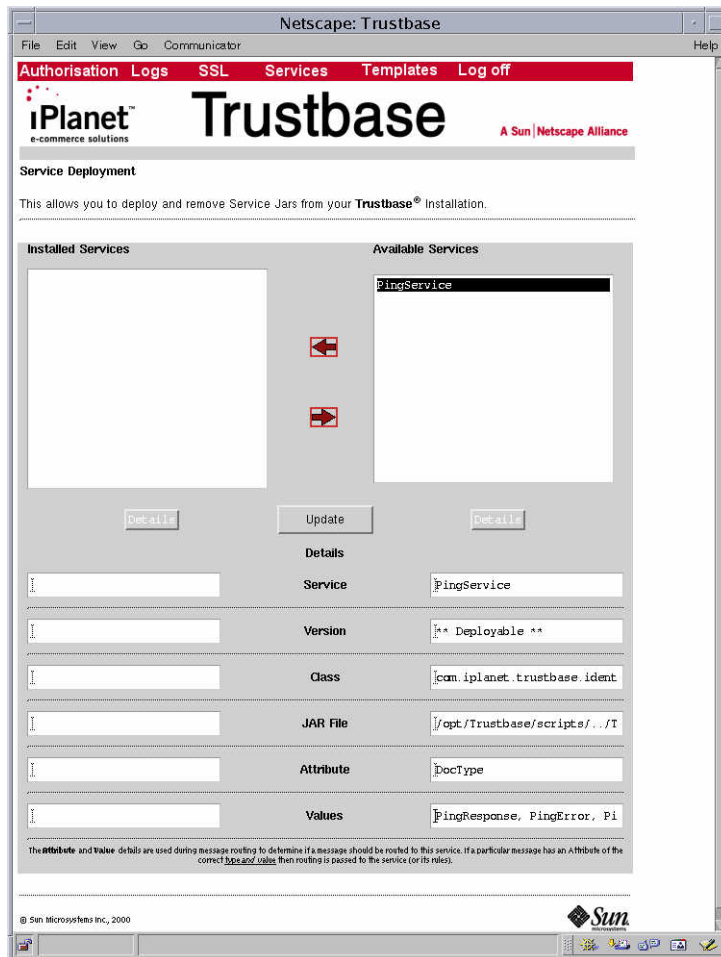 Netscape: Trustbase
File Edit View Go Communicator Help
Authorisation Logs SSL Services Templates Log off
iPlanet™
e-commerce solutions
Trustbase
A Sun | Netscape Alliance
Service Deployment
This allows you to deploy and remove Service Jars from your Trustbase® Installation.
Installed Services Available Services
PingService
Details Update Details
Details
Service PingService
Version ** Deployable **
Class com.iplanet.trustbase.ident
JAR File /opt/Trustbase/scripts/../T
Attribute DocType
Values PingResponse, PingError, Pi
The Attribute and Value details are used during message routing to determine if a message should be routed to this service. If a particular message has an Attribute of the
correct type and value then routing is passed to the service (or its rules).
© Sun Microsystems Inc., 2000
Sun
microsystems